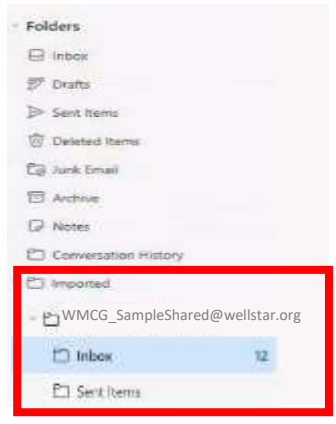 Folders
Inbox
Drafts
Sent Items
Deleted Items
Junk Email
Archive
Notes
Conversation History
Imported
WMCG_SampleShared@wellstar.org
Inbox 12
Sent Items